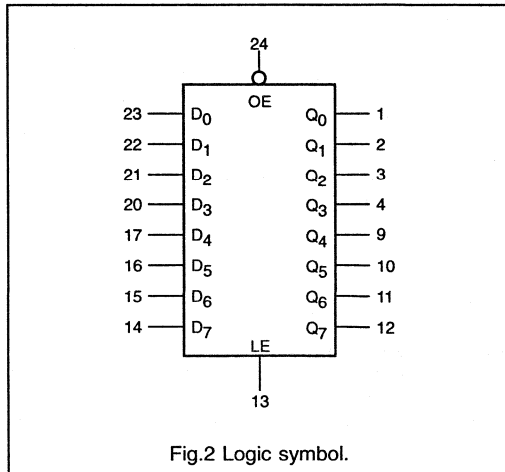 24
OE
23 D0 Q0 1
22 D1 Q1 2
21 D2 Q2 3
20 D3 Q3 4
17 D4 Q4 9
16 D5 Q5 10
15 D6 Q6 11
14 D7 Q7 12
LE
13
Fig.2 Logic symbol.